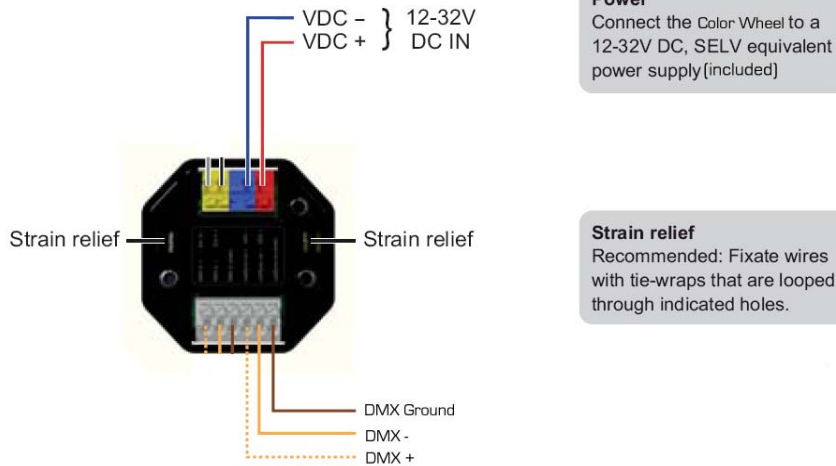 VDC – } 12-32V
VDC + DC IN
Power
Connect the Color Wheel to a
12-32V DC, SELV equivalent
power supply (included)
Strain relief
Strain relief
Strain relief
Recommended: Fixate wires
with tie-wraps that are looped
through indicated holes.
DMX Ground
DMX -
DMX +